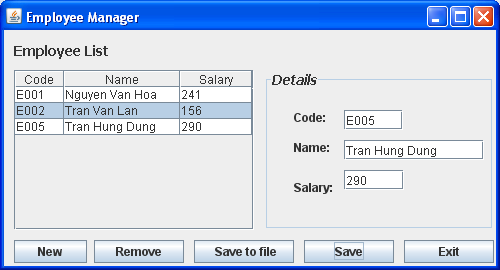 Employee Manager
Employee List
Code Name Salary
E001 Nguyen Van Hoa 241
E002 Tran Van Lan 156
E005 Tran Hung Dung 290
Details
Code: E005
Name: Tran Hung Dung
Salary: 290
New Remove Save to file Save Exit